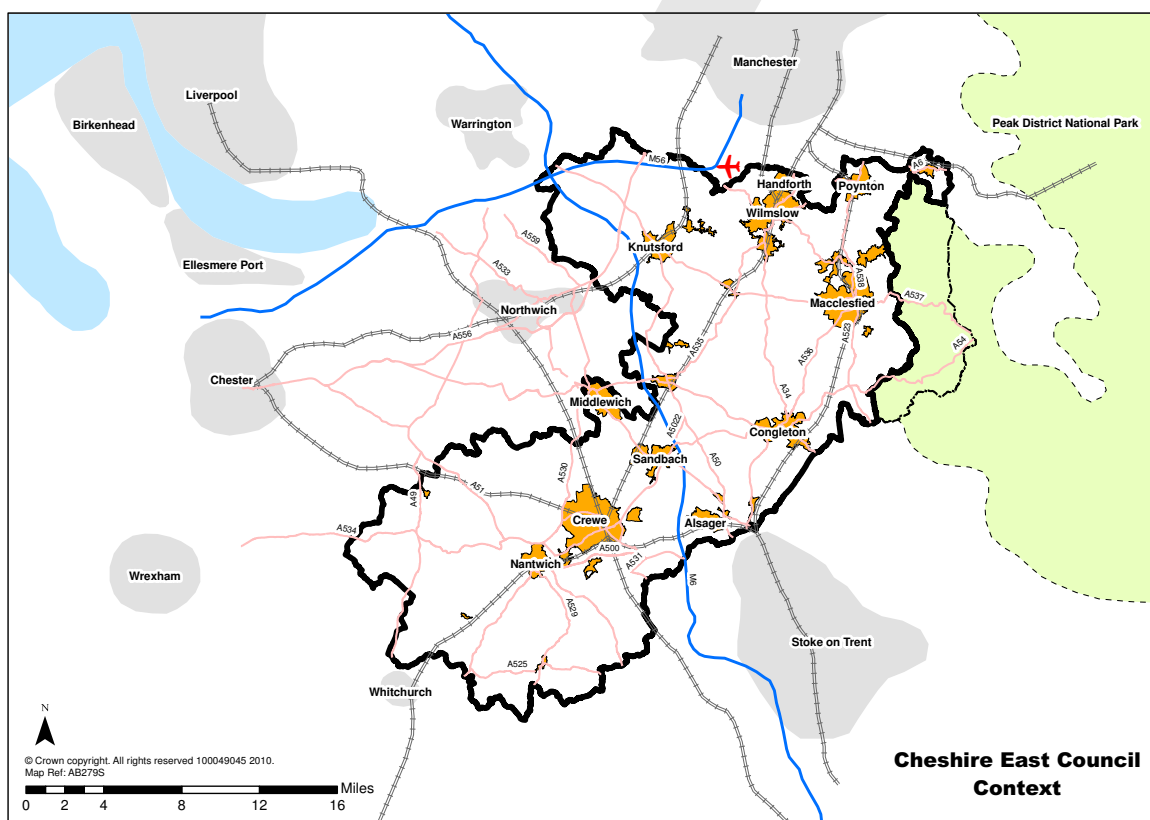 Manchester
Liverpool
Birkenhead
Warrington
Peak District National Park
M56
A6
Handforth
Poynton
Wilmslow
A559
Knutsford
Ellesmere Port
A533
A538
A537
Macclesfied
Northwich
A556
A523
A54
A535
A536
Chester
A34
Middlewich
A5022
Congleton
Sandbach
A50
A530
A51
A49
Crewe
Alsager
A534
A500
A531
Nantwich
Wrexham
M6
A529
Stoke on Trent
A525
Whitchurch
N
© Crown copyright. All rights reserved 100049045 2010.
Map Ref: AB279S
Cheshire East Council
Context
Miles
0 2 4 8 12 16